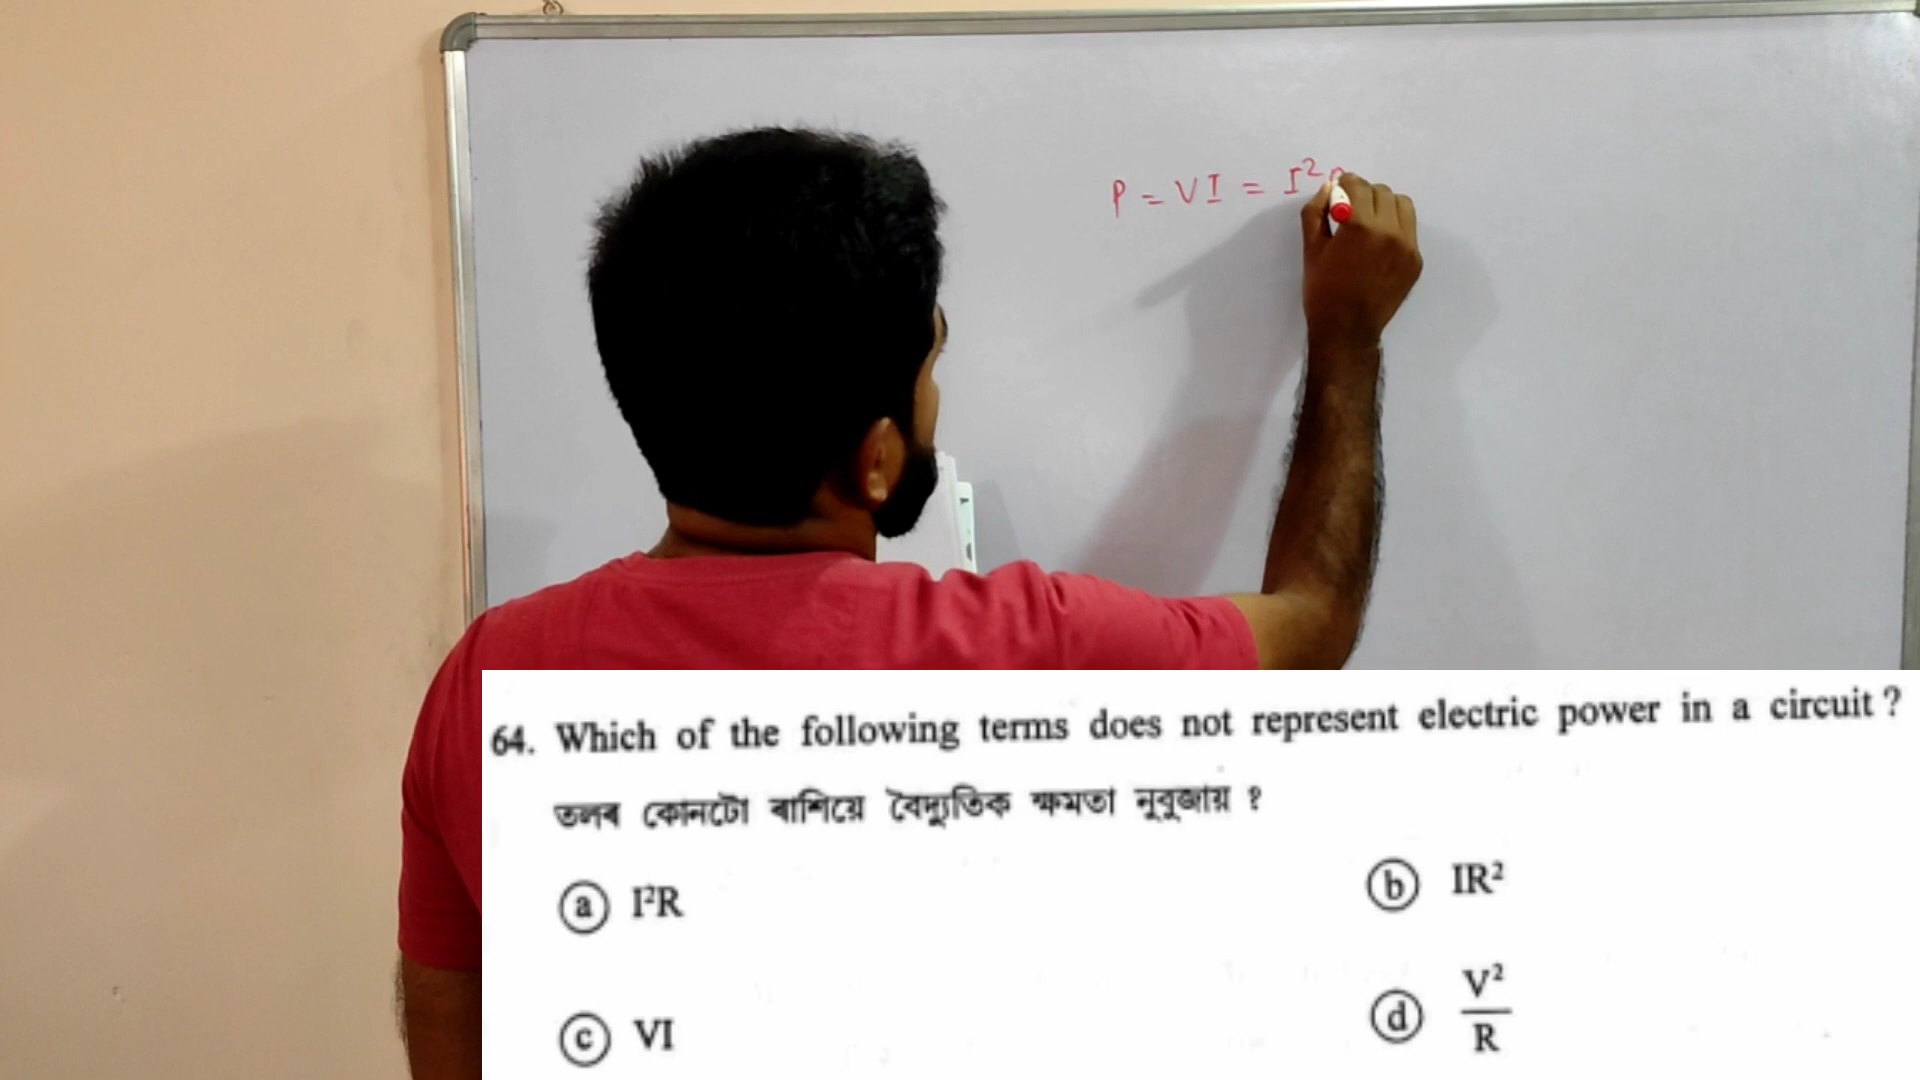 P = VI = I²
64. Which of the following terms does not represent electric power in a circuit ?
তলৰ কোনটো ৰাশিয়ে বৈদ্যুতিক ক্ষমতা নুবুজায় ?
ⓐ I²R
ⓑ IR²
ⓒ VI
ⓓ V²/R